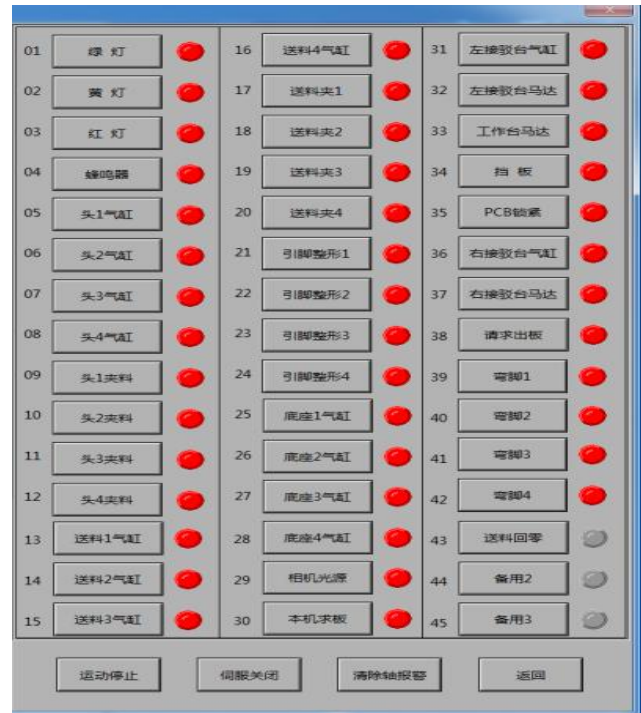 01 绿 灯
02 黄 灯
03 红 灯
04 蜂鸣器
05 头1气缸
06 头2气缸
07 头3气缸
08 头4气缸
09 头1夹料
10 头2夹料
11 头3夹料
12 头4夹料
13 送料1气缸
14 送料2气缸
15 送料3气缸
16 送料4气缸
17 送料夹1
18 送料夹2
19 送料夹3
20 送料夹4
21 引脚整形1
22 引脚整形2
23 引脚整形3
24 引脚整形4
25 底座1气缸
26 底座2气缸
27 底座3气缸
28 底座4气缸
29 相机光源
30 本机求板
31 左接驳台气缸
32 左接驳台马达
33 工作台马达
34 挡 板
35 PCB锁紧
36 右接驳台气缸
37 右接驳台马达
38 请求出板
39 弯脚1
40 弯脚2
41 弯脚3
42 弯脚4
43 送料回零
44 备用2
45 备用3
运动停止
伺服关闭
清除轴报警
返回